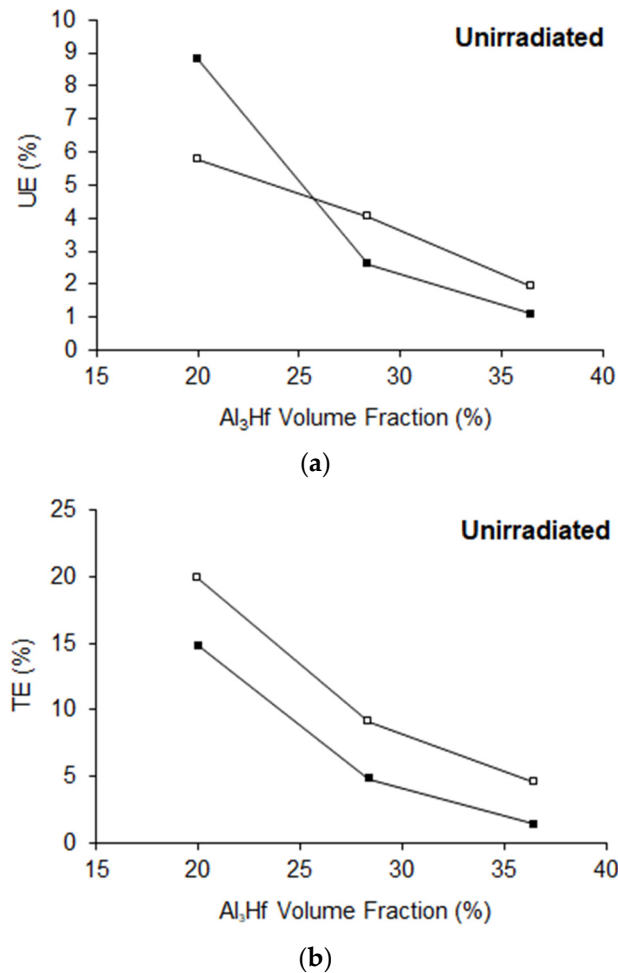 Unirradiated
10
9
8
7
6
5
4
3
2
1
0
UE (%)
15 20 25 30 35 40
Al₃Hf Volume Fraction (%)
(a)
Unirradiated
25
20
15
10
5
0
TE (%)
15 20 25 30 35 40
Al₃Hf Volume Fraction (%)
(b)